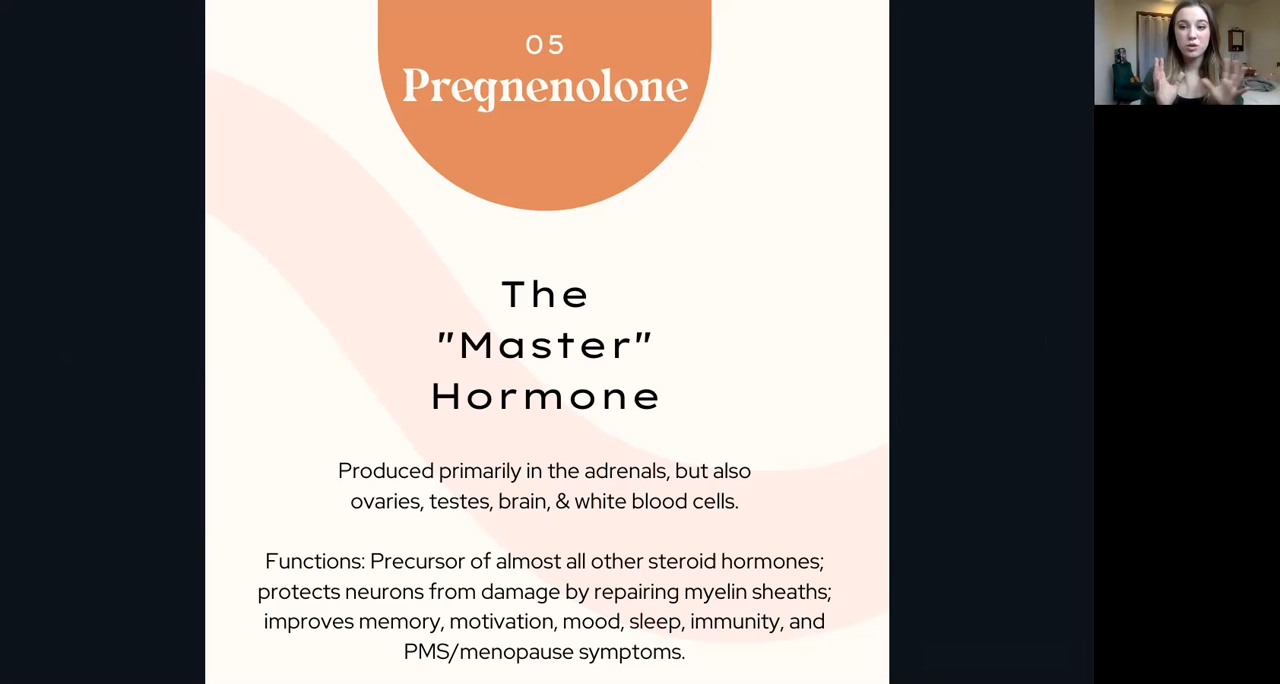 05
Pregnenolone
The
"Master"
Hormone
Produced primarily in the adrenals, but also
ovaries, testes, brain, & white blood cells.
Functions: Precursor of almost all other steroid hormones;
protects neurons from damage by repairing myelin sheaths;
improves memory, motivation, mood, sleep, immunity, and
PMS/menopause symptoms.